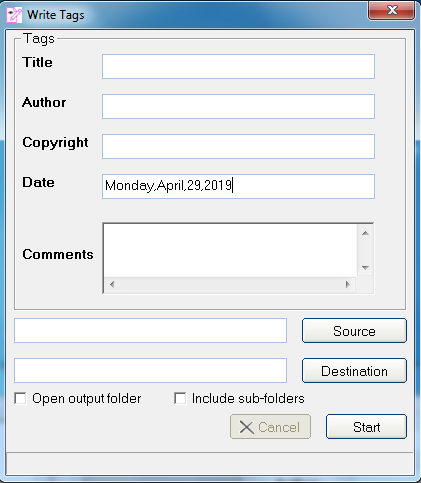 Write Tags
Tags
Title
Author
Copyright
Date Monday,April,29,2019
Comments
Source
Destination
Open output folder Include sub-folders
Cancel Start